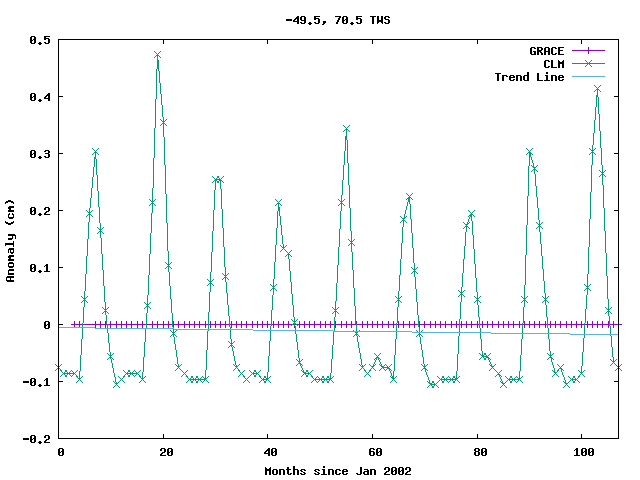 -49.5, 70.5 TWS
GRACE
CLM
Trend Line
0.5
0.4
0.3
0.2
0.1
0
-0.1
-0.2
Anomaly (cm)
0 20 40 60 80 100
Months since Jan 2002